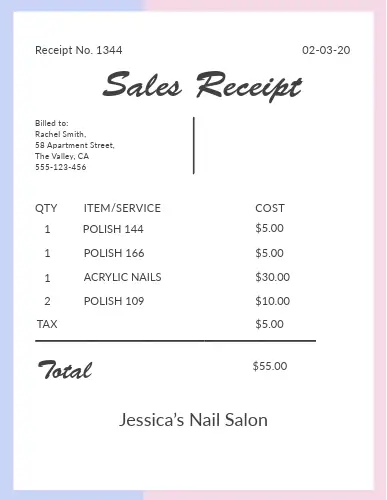 Receipt No. 1344 02-03-20
Sales Receipt
Billed to:
Rachel Smith,
58 Apartment Street,
The Valley, CA
555-123-456
QTY ITEM/SERVICE COST
1 POLISH 144 $5.00
1 POLISH 166 $5.00
1 ACRYLIC NAILS $30.00
2 POLISH 109 $10.00
TAX $5.00
Total $55.00
Jessica's Nail Salon